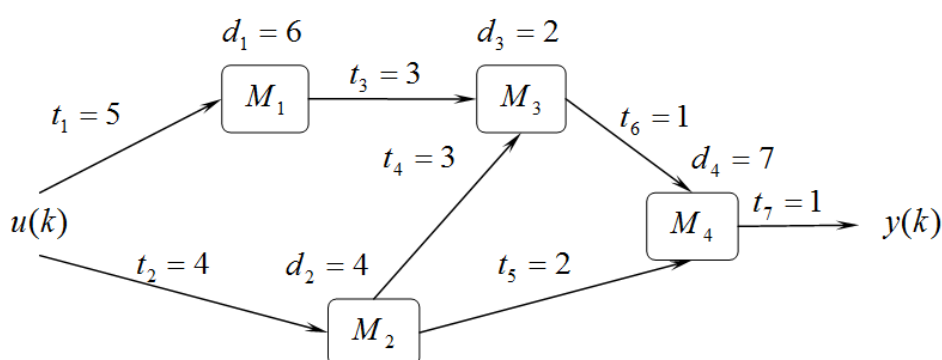 d₁ = 6
d₃ = 2
t₁ = 5
M₁
t₃ = 3
M₃
t₄ = 3
t₆ = 1
d₄ = 7
u(k)
M₄
t₇ = 1
y(k)
t₂ = 4
d₂ = 4
t₅ = 2
M₂